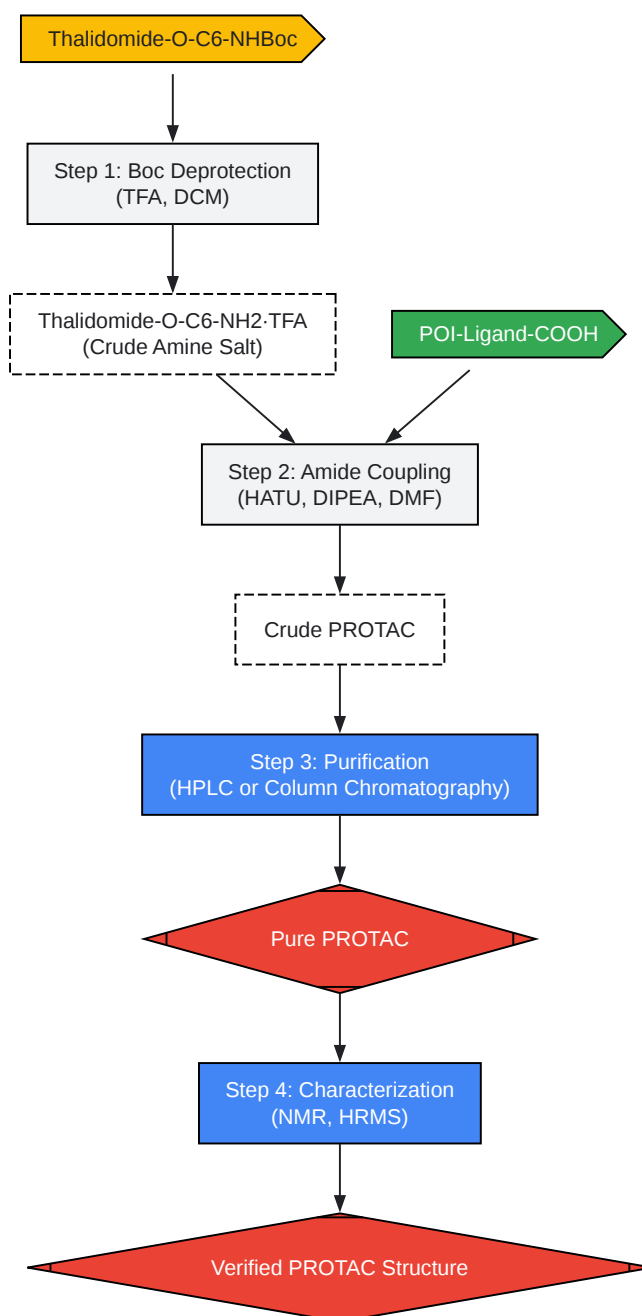 Thalidomide-O-C6-NHBoc
Step 1: Boc Deprotection
(TFA, DCM)
Thalidomide-O-C6-NH2·TFA
(Crude Amine Salt)
POI-Ligand-COOH
Step 2: Amide Coupling
(HATU, DIPEA, DMF)
Crude PROTAC
Step 3: Purification
(HPLC or Column Chromatography)
Pure PROTAC
Step 4: Characterization
(NMR, HRMS)
Verified PROTAC Structure